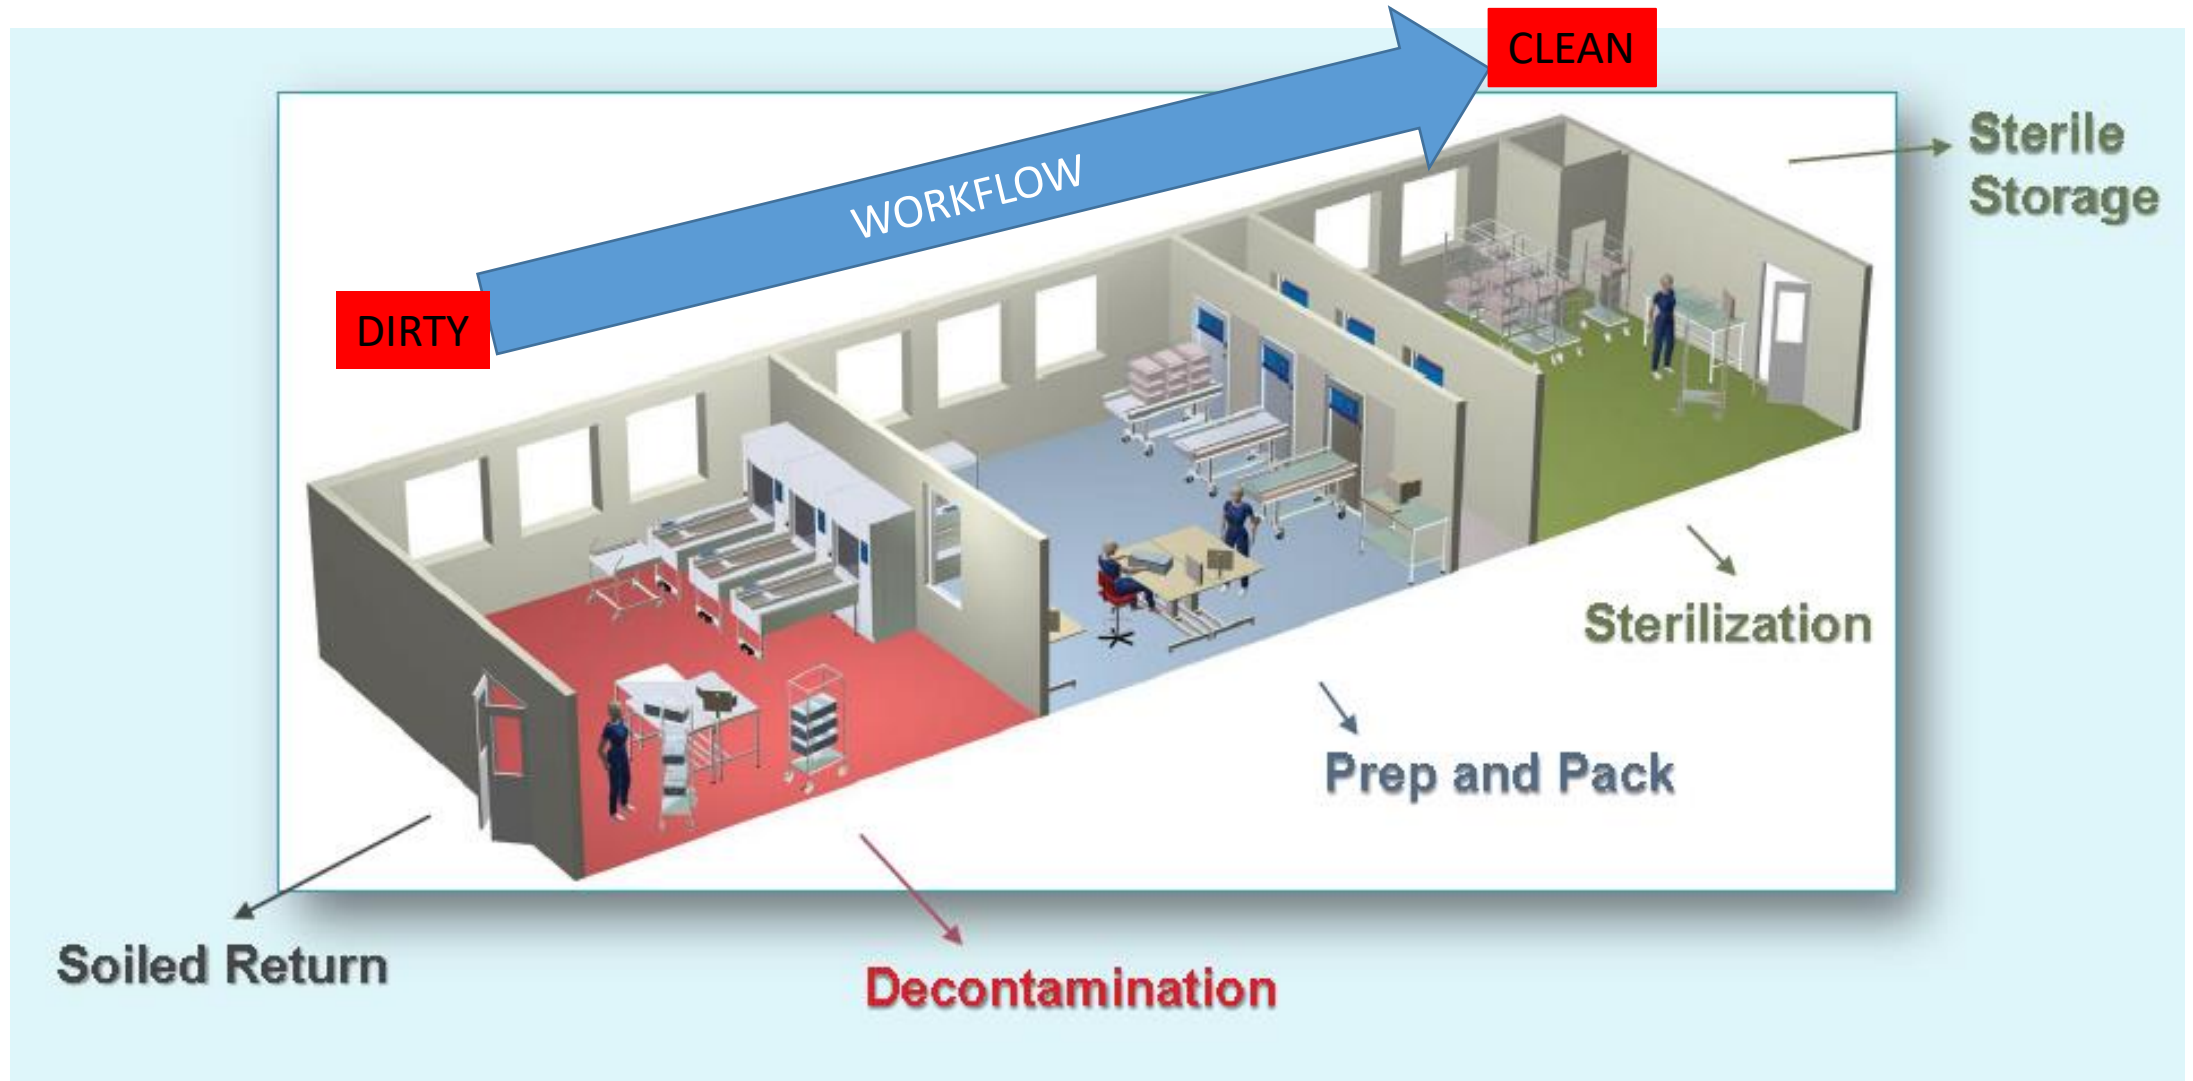 CLEAN
WORKFLOW
DIRTY
Sterile
Storage
Sterilization
Prep and Pack
Soiled Return
Decontamination